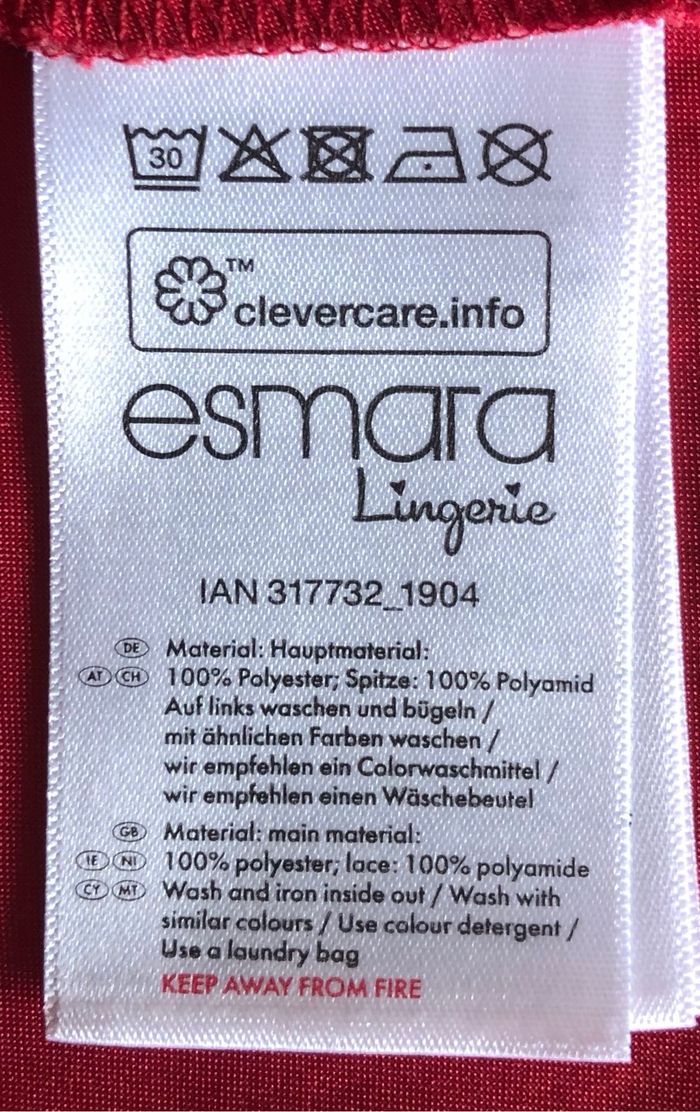 30
clevercare.info™
esmara
Lingerie
IAN 317732_1904
DE Material: Hauptmaterial:
AT CH 100% Polyester; Spitze: 100% Polyamid
Auf links waschen und bügeln /
mit ähnlichen Farben waschen /
wir empfehlen ein Colorwaschmittel /
wir empfehlen einen Wäschebeutel
GB Material: main material:
IE NI 100% polyester; lace: 100% polyamide
CY MT Wash and iron inside out / Wash with
similar colours / Use colour detergent /
Use a laundry bag
KEEP AWAY FROM FIRE